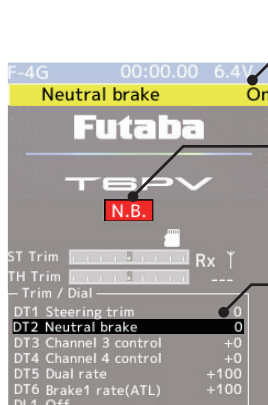 F-4G 00:00.00 6.4V
Neutral brake On
Futaba
T6PV
N.B.
ST Trim Rx
TH Trim ---
Trim / Dial
DT1 Steering trim 0
DT2 Neutral brake 0
DT3 Channel 3 control +0
DT4 Channel 4 control +0
DT5 Dual rate +100
DT6 Brake1 rate(ATL) +100
DL1 Off